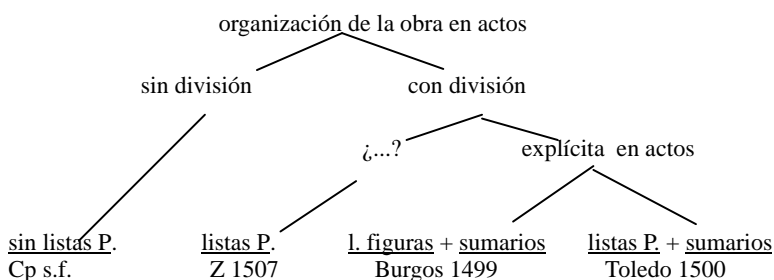 organización de la obra en actos
sin división con división
¿...? explícita en actos
sin listas P. listas P. l. figuras + sumarios listas P. + sumarios
Cp s.f. Z 1507 Burgos 1499 Toledo 1500